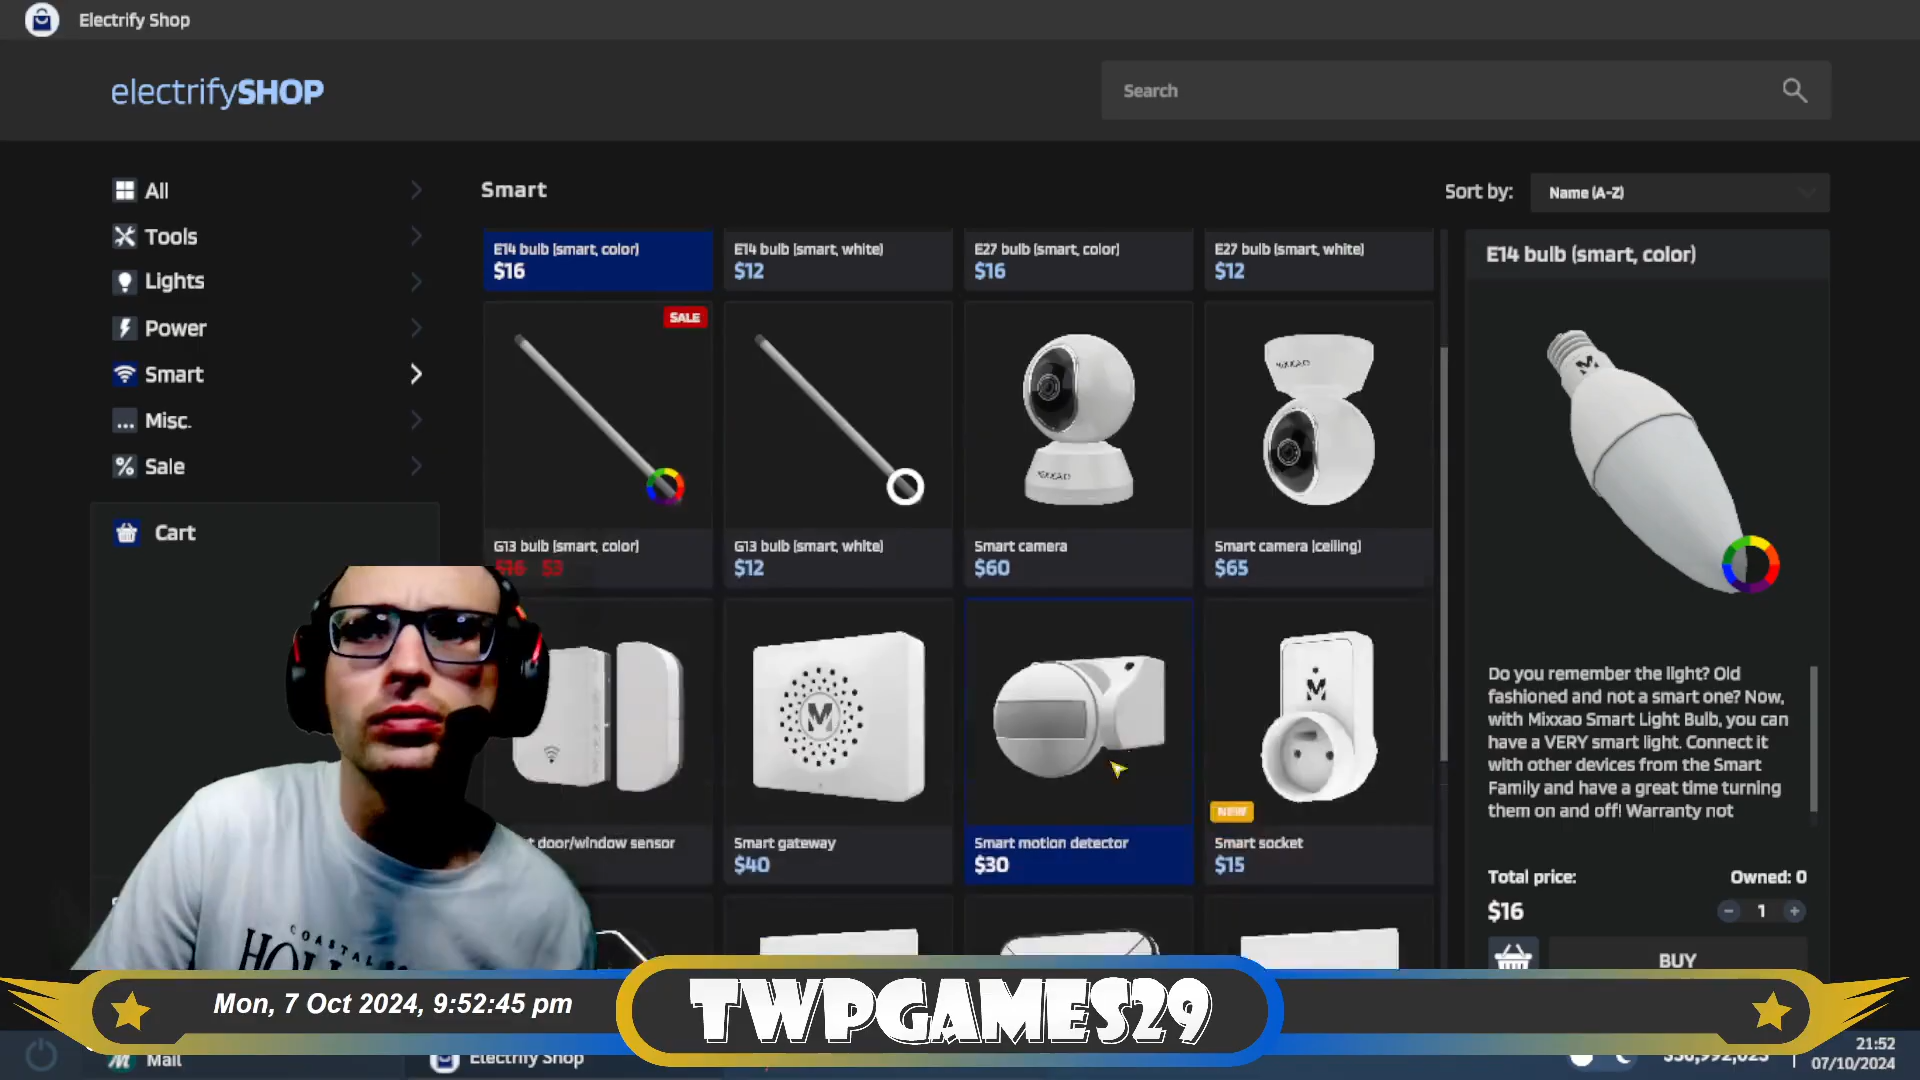 Electrify Shop
electrifySHOP
Search
All
Tools
Lights
Power
Smart
Misc.
Sale
Cart
Smart
Sort by:
Name (A-Z)
E14 bulb (smart, color)
$16
E14 bulb (smart, white)
$12
E27 bulb (smart, color)
$16
E27 bulb (smart, white)
$12
SALE
G13 bulb (smart, color)
$16 $3
G13 bulb (smart, white)
$12
MIXXAO
Smart camera
$60
MIXXAO
Smart camera (ceiling)
$65
door/window sensor
M
Smart gateway
$40
Smart motion detector
$30
M
NEW
Smart socket
$15
E14 bulb (smart, color)
M
Do you remember the light? Old
fashioned and not a smart one? Now,
with Mixxao Smart Light Bulb, you can
have a VERY smart light. Connect it
with other devices from the Smart
Family and have a great time turning
them on and off! Warranty not
Total price:
Owned: 0
$16
1
BUY
COASTAL
Mon, 7 Oct 2024, 9:52:45 pm
TWPGAMES29
Mail
Electrify Shop
21:52
07/10/2024